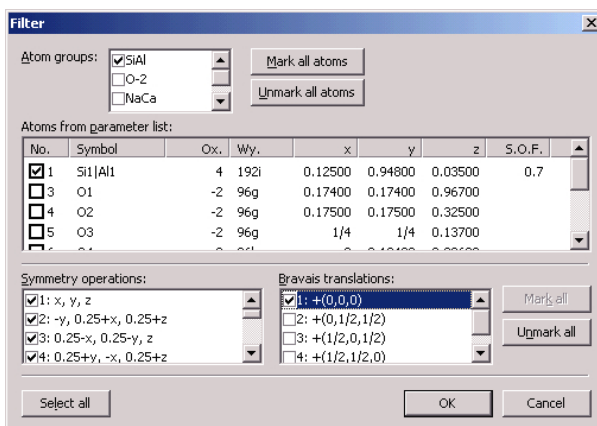 Filter
Atom groups:
SiAl
O-2
NaCa
Mark all atoms
Unmark all atoms
Atoms from parameter list:
No. Symbol Ox. Wy. x y z S.O.F.
1 Si1|Al1 4 192i 0.12500 0.94800 0.03500 0.7
3 O1 -2 96g 0.17400 0.17400 0.96700
4 O2 -2 96g 0.17500 0.17500 0.32500
5 O3 -2 96g 1/4 1/4 0.13700
Symmetry operations:
1: x, y, z
2: -y, 0.25+x, 0.25+z
3: 0.25-x, 0.25-y, z
4: 0.25+y, -x, 0.25+z
Bravais translations:
1: +(0,0,0)
2: +(0,1/2,1/2)
3: +(1/2,0,1/2)
4: +(1/2,1/2,0)
Mark all
Unmark all
Select all
OK
Cancel